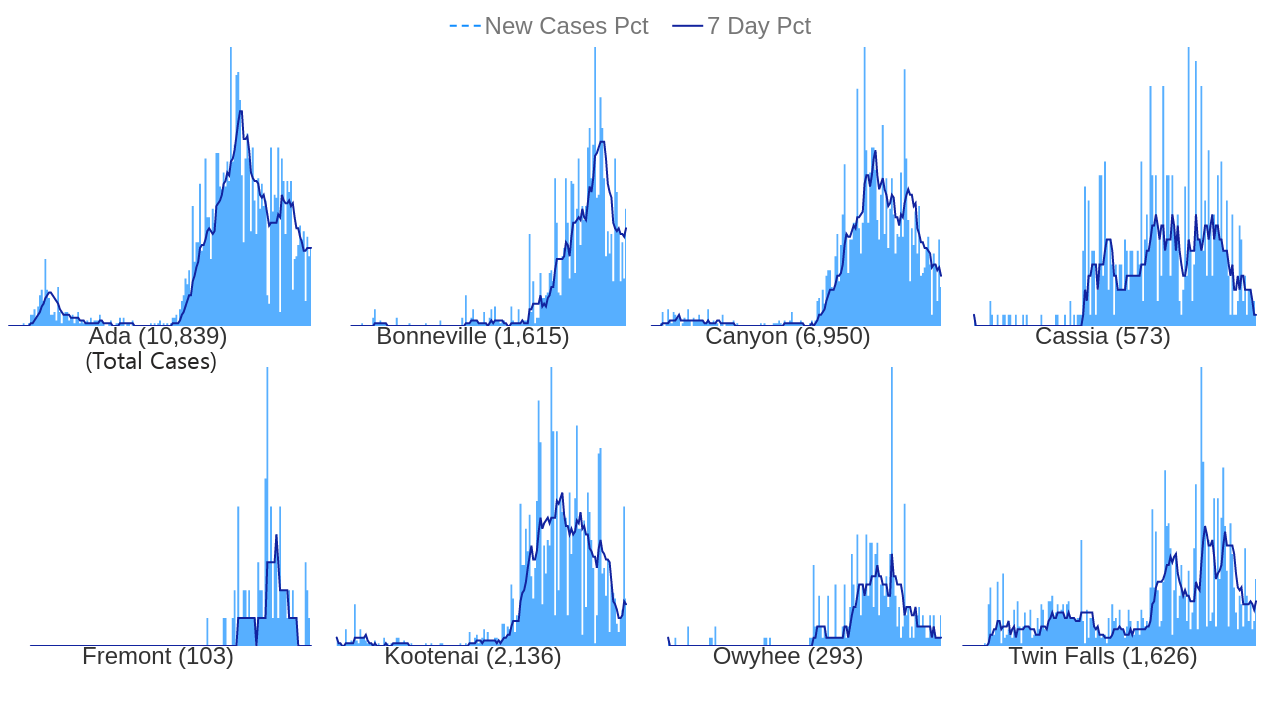 New Cases Pct 7 Day Pct
Ada (10,839) Bonneville (1,615) Canyon (6,950) Cassia (573)
(Total Cases)
Fremont (103) Kootenai (2,136) Owyhee (293) Twin Falls (1,626)